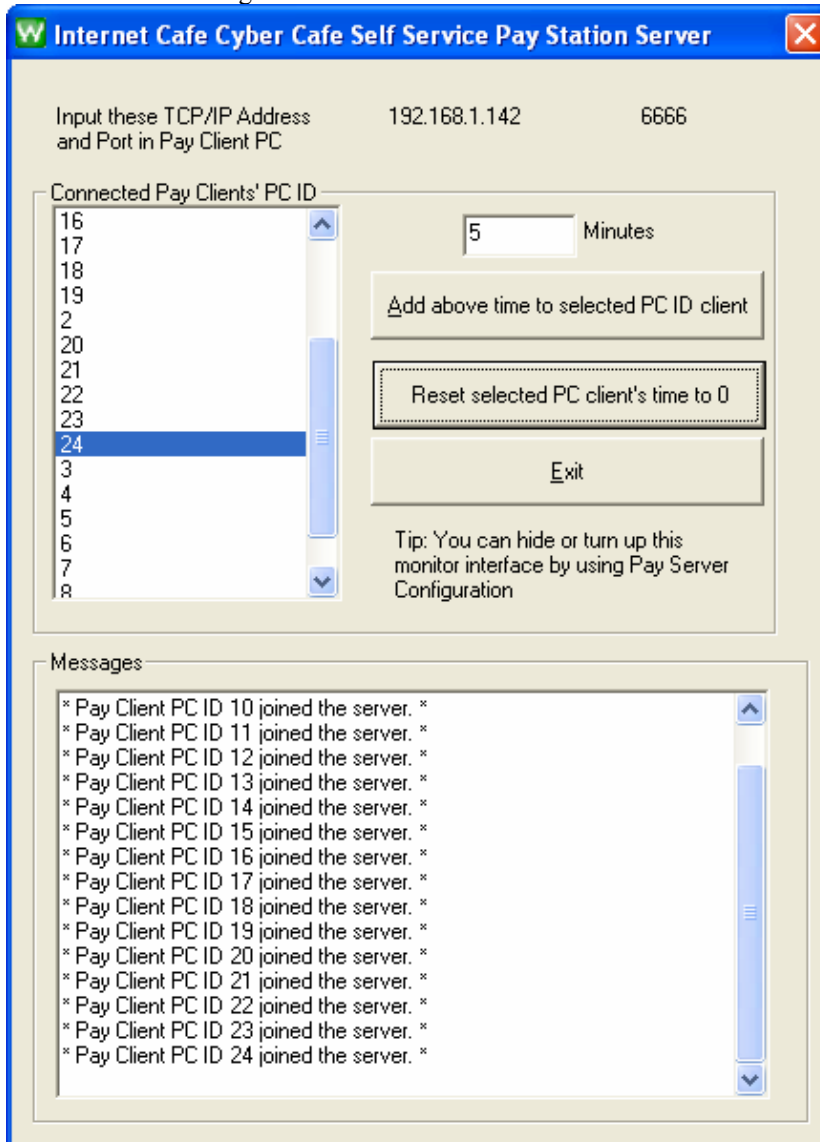 Internet Cafe Cyber Cafe Self Service Pay Station Server
Input these TCP/IP Address 192.168.1.142 6666
and Port in Pay Client PC
Connected Pay Clients' PC ID
16
17
18
19
2
20
21
22
23
24
3
4
5
6
7
8
5 Minutes
Add above time to selected PC ID client
Reset selected PC client's time to 0
Exit
Tip: You can hide or turn up this
monitor interface by using Pay Server
Configuration
Messages
* Pay Client PC ID 10 joined the server. *
* Pay Client PC ID 11 joined the server. *
* Pay Client PC ID 12 joined the server. *
* Pay Client PC ID 13 joined the server. *
* Pay Client PC ID 14 joined the server. *
* Pay Client PC ID 15 joined the server. *
* Pay Client PC ID 16 joined the server. *
* Pay Client PC ID 17 joined the server. *
* Pay Client PC ID 18 joined the server. *
* Pay Client PC ID 19 joined the server. *
* Pay Client PC ID 20 joined the server. *
* Pay Client PC ID 21 joined the server. *
* Pay Client PC ID 22 joined the server. *
* Pay Client PC ID 23 joined the server. *
* Pay Client PC ID 24 joined the server. *